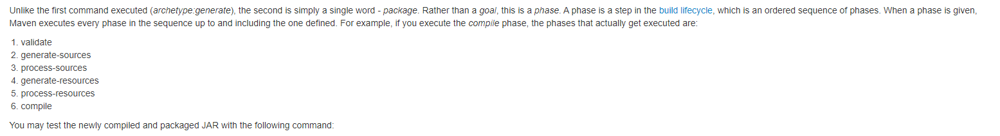 Unlike the first command executed (archetype:generate), the second is simply a single word - package. Rather than a goal, this is a phase. A phase is a step in the build lifecycle, which is an ordered sequence of phases. When a phase is given,
Maven executes every phase in the sequence up to and including the one defined. For example, if you execute the compile phase, the phases that actually get executed are:
1. validate
2. generate-sources
3. process-sources
4. generate-resources
5. process-resources
6. compile
You may test the newly compiled and packaged JAR with the following command: